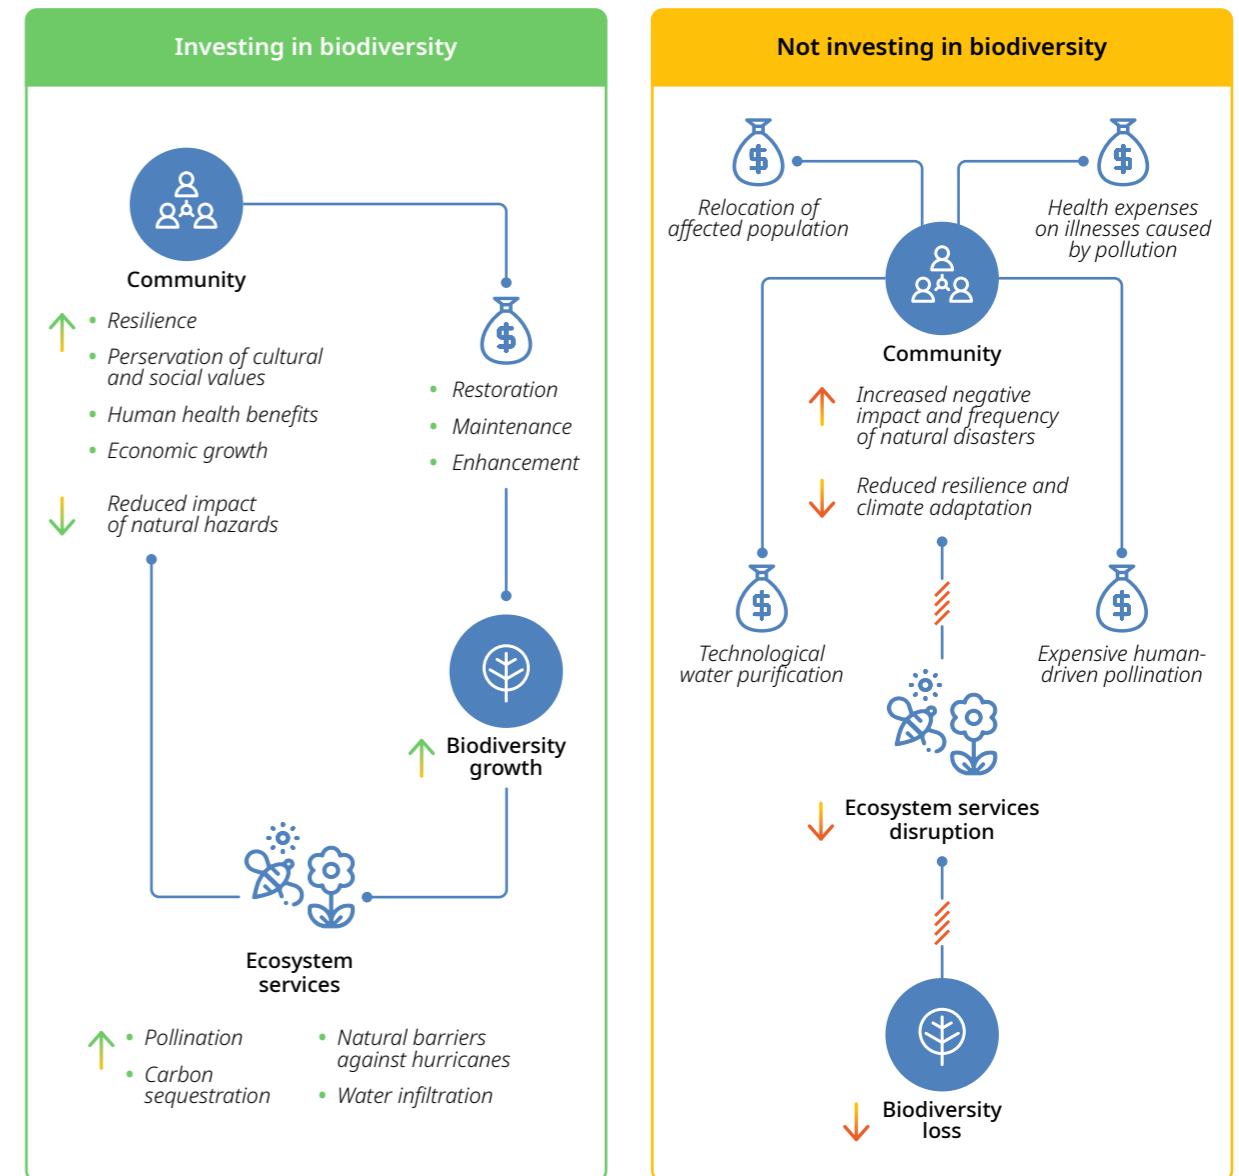 Investing in biodiversity
Community
Resilience
Perservation of cultural
and social values
Human health benefits
Economic growth
Reduced impact
of natural hazards
$
Restoration
Maintenance
Enhancement
Biodiversity
growth
Ecosystem
services
Pollination
Carbon
sequestration
Natural barriers
against hurricanes
Water infiltration
Not investing in biodiversity
$
Relocation of
affected population
$
Health expenses
on illnesses caused
by pollution
Community
Increased negative
impact and frequency
of natural disasters
Reduced resilience and
climate adaptation
$
Technological
water purification
$
Expensive human-
driven pollination
Ecosystem services
disruption
Biodiversity
loss